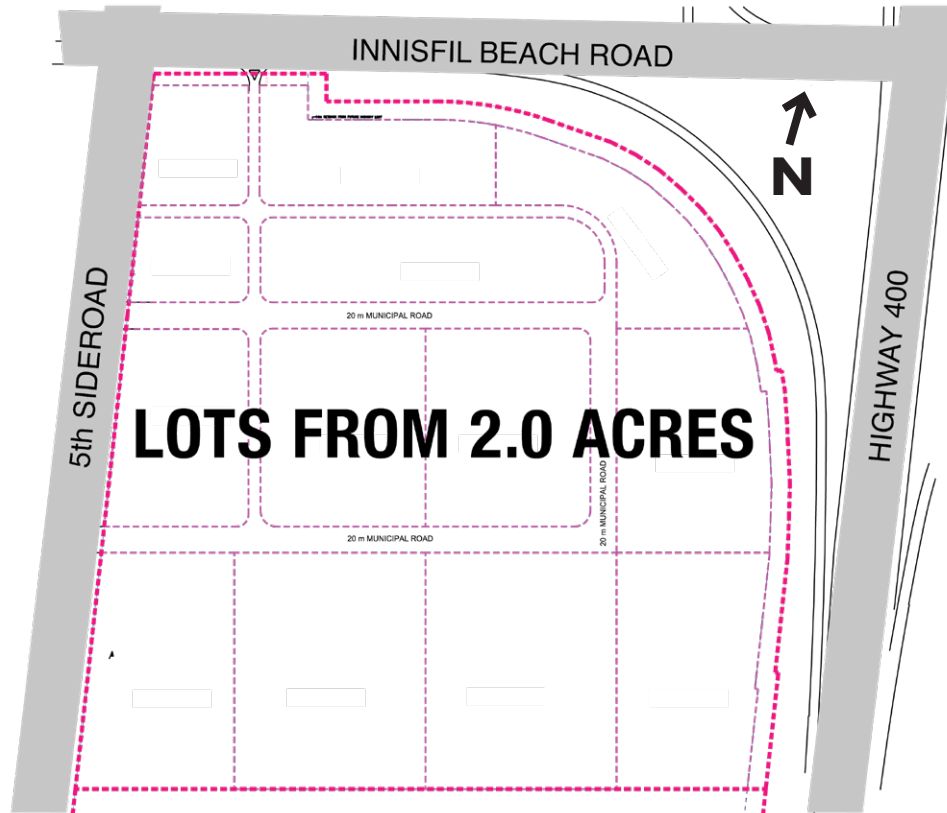 INNISFIL BEACH ROAD
N
5th SIDEROAD
HIGHWAY 400
20 m MUNICIPAL ROAD
LOTS FROM 2.0 ACRES
20 m MUNICIPAL ROAD
20 m MUNICIPAL ROAD